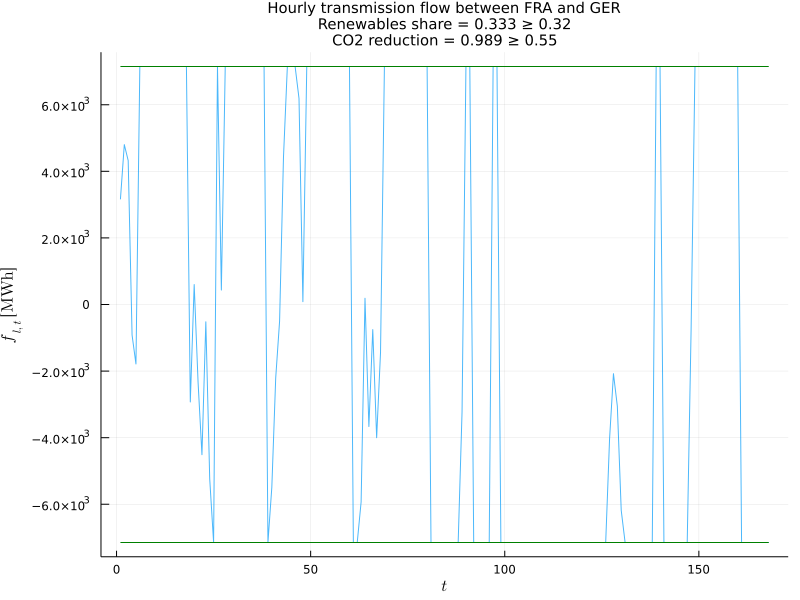 Hourly transmission flow between FRA and GER
Renewables share = 0.333 ≥ 0.32
CO2 reduction = 0.989 ≥ 0.55
6.0×10³
4.0×10³
2.0×10³
0
−2.0×10³
−4.0×10³
−6.0×10³
f_{l,t} [MWh]
0 50 100 150
t